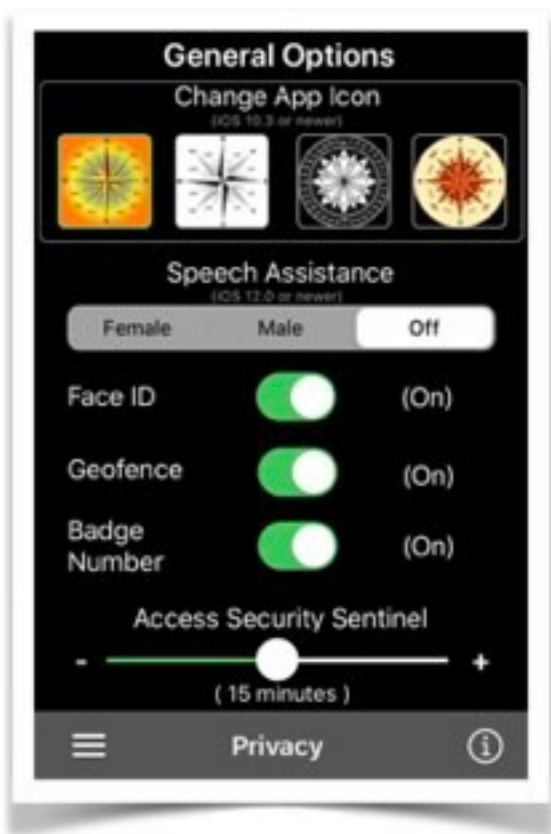 General Options
Change App Icon
(iOS 10.3 or newer)
Speech Assistance
(iOS 12.0 or newer)
Female Male Off
Face ID (On)
Geofence (On)
Badge
Number (On)
Access Security Sentinel
- +
( 15 minutes )
Privacy